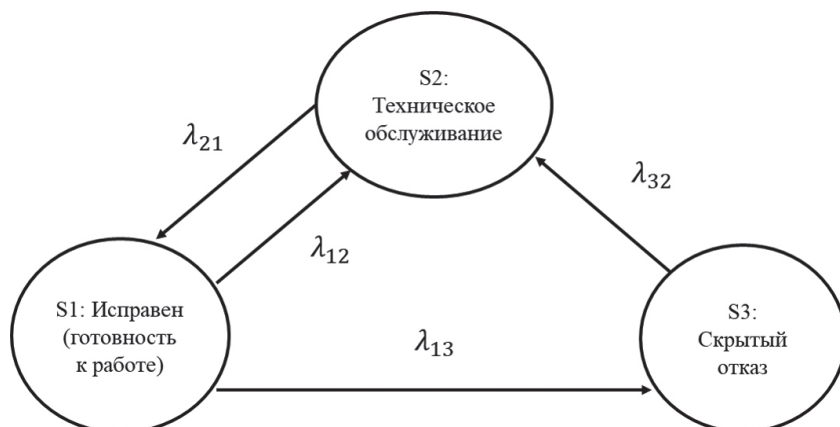 S2:
Техническое
обслуживание
λ21
λ32
λ12
S1: Исправен
(готовность
к работе)
λ13
S3:
Скрытый
отказ